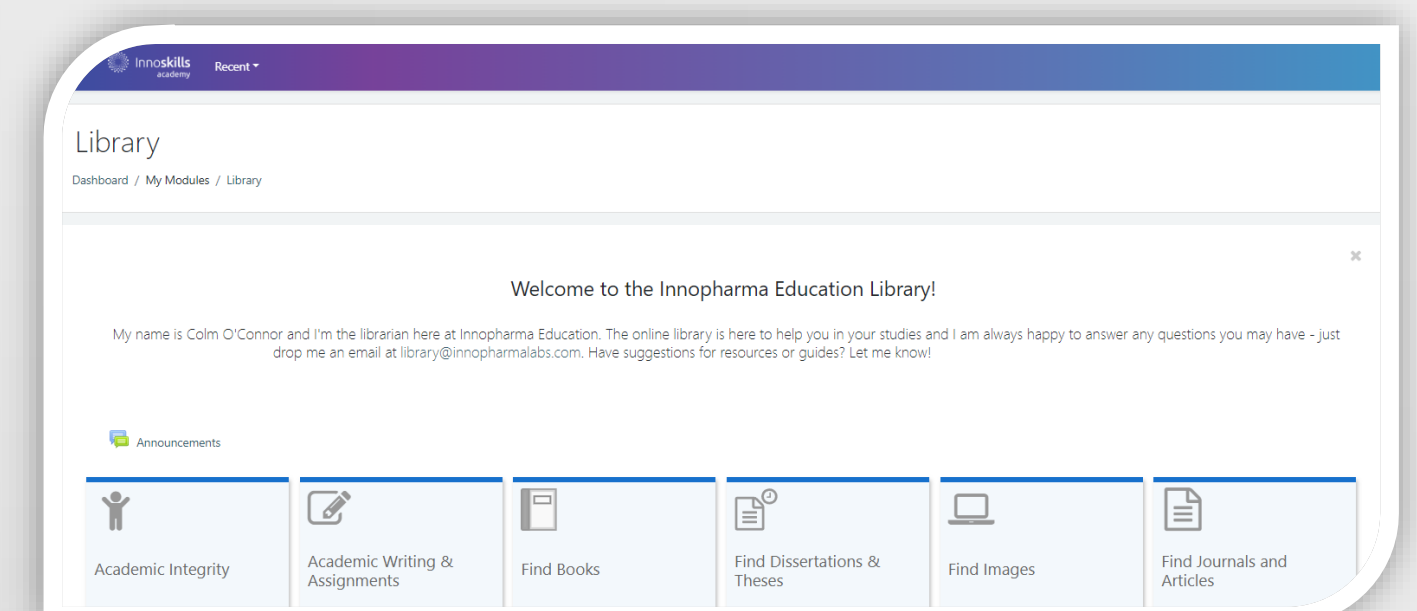 Innoskills
academy
Recent
Library
Dashboard / My Modules / Library
Welcome to the Innopharma Education Library!
My name is Colm O'Connor and I'm the librarian here at Innopharma Education. The online library is here to help you in your studies and I am always happy to answer any questions you may have - just
drop me an email at library@innopharmalabs.com. Have suggestions for resources or guides? Let me know!
Announcements
Academic Integrity
Academic Writing &
Assignments
Find Books
Find Dissertations &
Theses
Find Images
Find Journals and
Articles